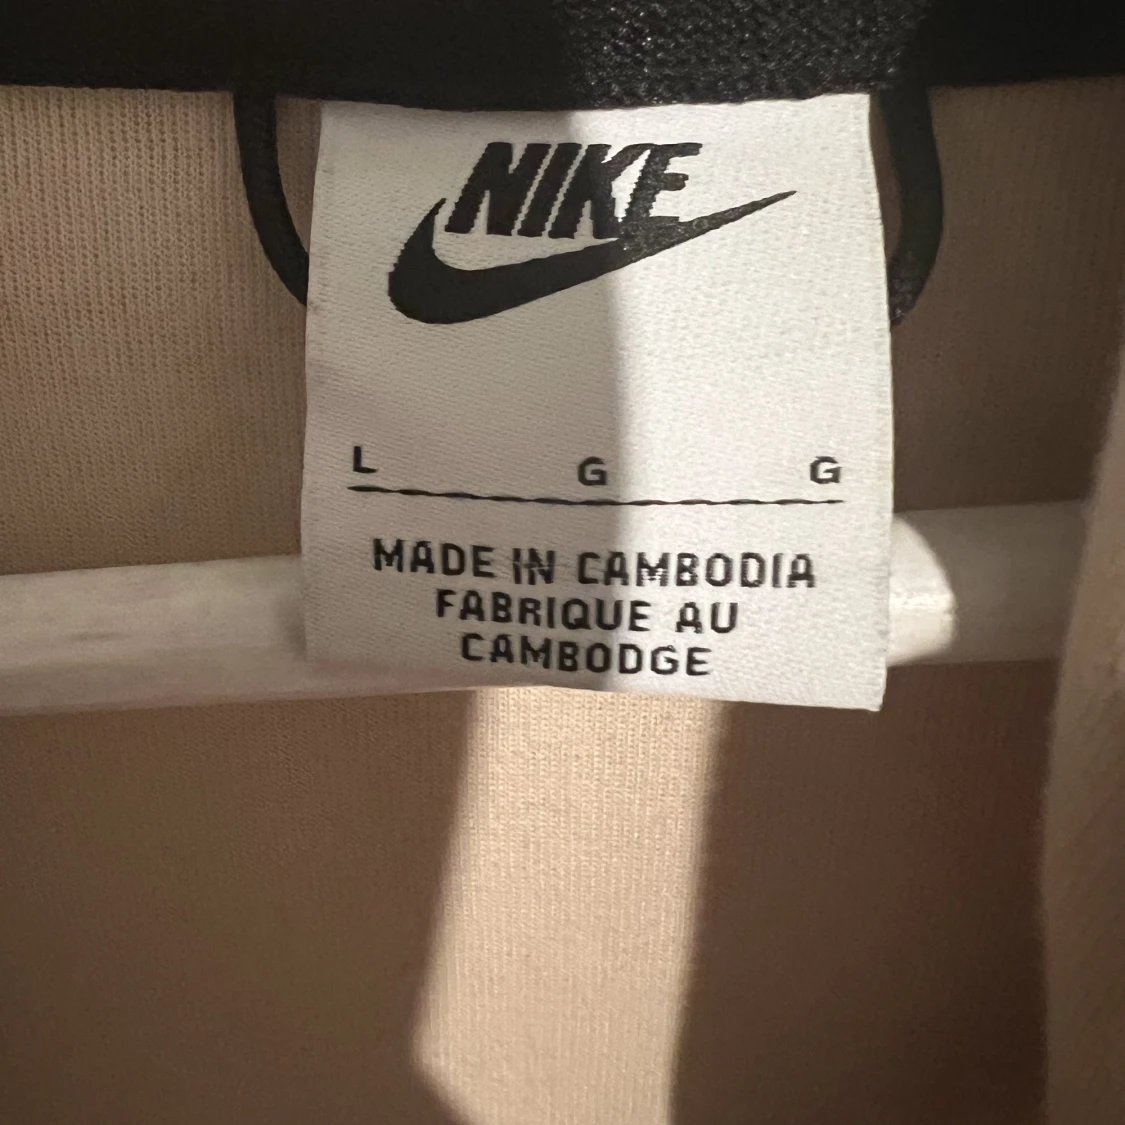 NIKE
L G G
MADE IN CAMBODIA
FABRIQUE AU
CAMBODGE